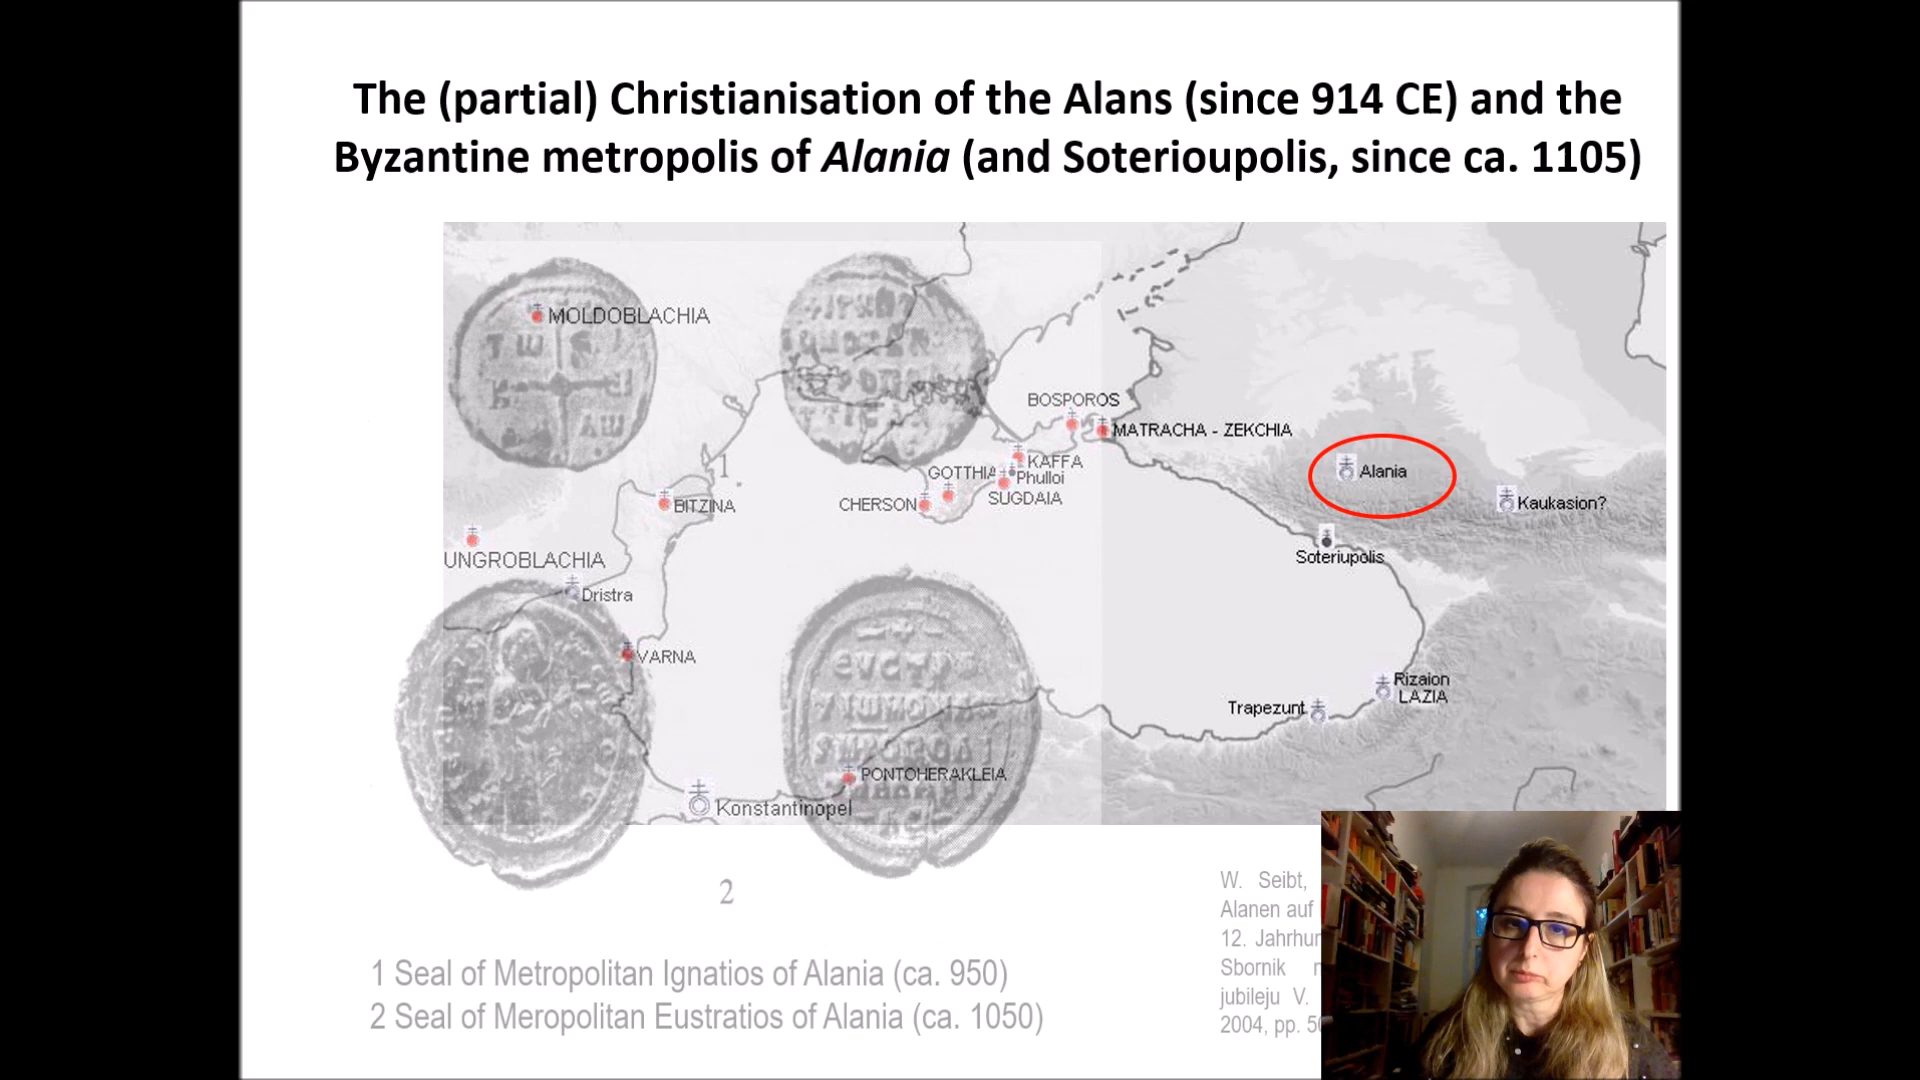 The (partial) Christianisation of the Alans (since 914 CE) and the
Byzantine metropolis of Alania (and Soterioupolis, since ca. 1105)
MOLDOBLACHIA
BOSPOROS
MATRACHA - ZEKCHIA
KAFFA
GOTTHIA
Phulloi
SUGDAIA
CHERSON
Alania
Kaukasion?
1.
BITZINA
UNGROBLACHIA
Soteriupolis
Dristra
VARNA
Rizaion
LAZIA
Trapezunt
PONTOHERAKLEIA
Konstantinopel
2
W. Seibt,
Alanen auf
12.
Sbornik
jubileju V.
2004, pp.
1 Seal of Metropolitan Ignatios of Alania (ca. 950)
2 Seal of Meropolitan Eustratios of Alania (ca. 1050)